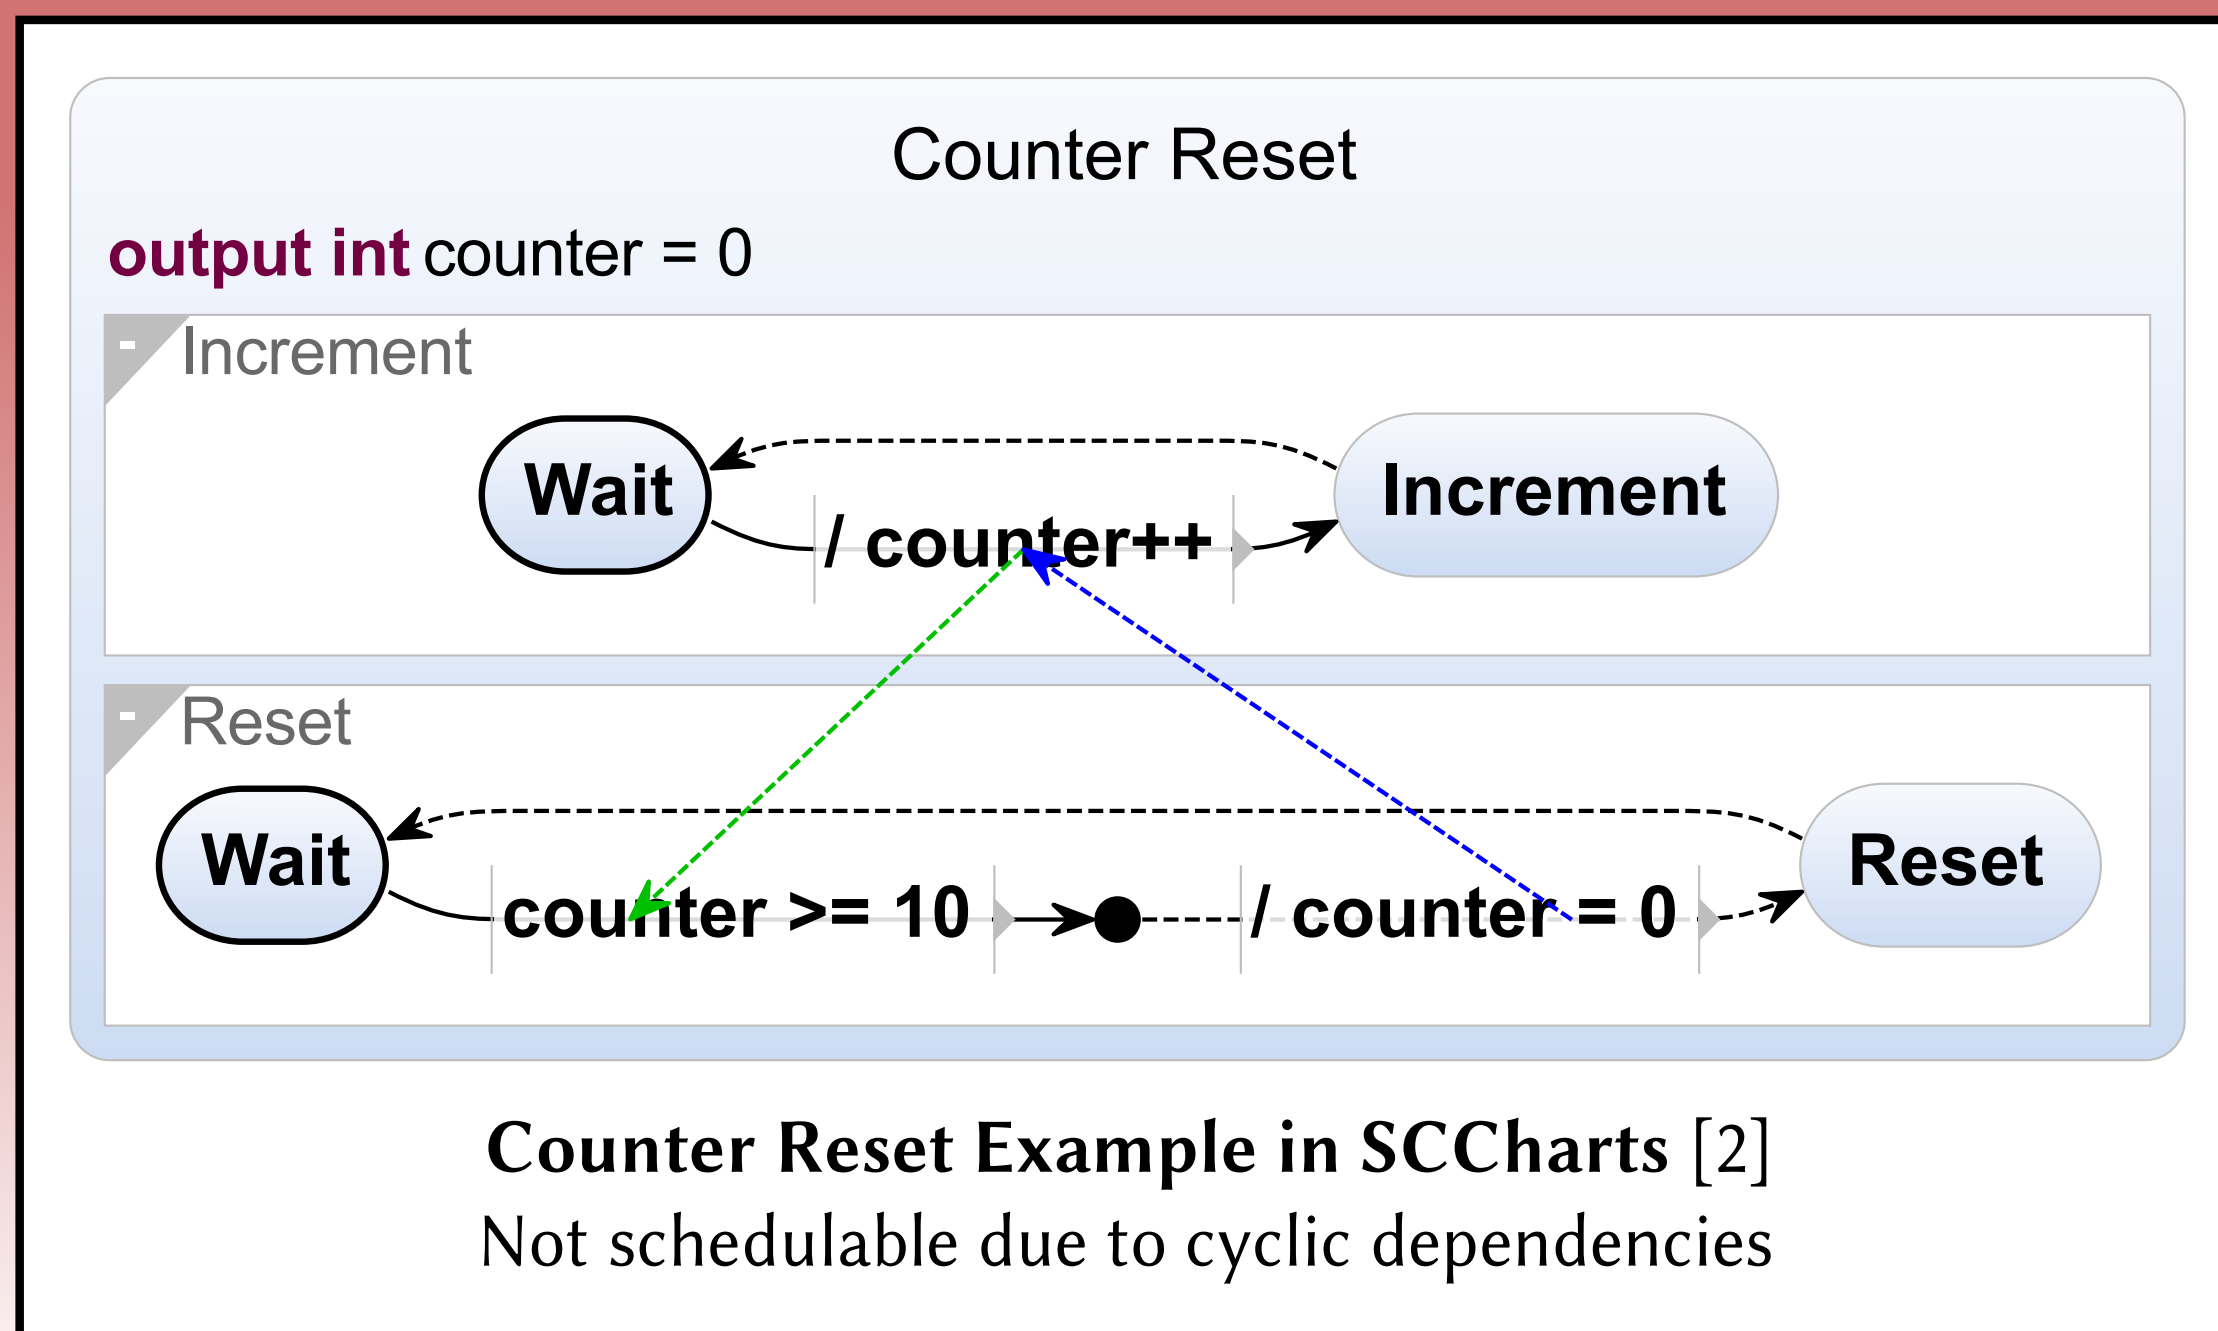 Counter Reset
output int counter = 0
- Increment
Wait
/ counter++
Increment
- Reset
Wait
counter >= 10
/ counter = 0
Reset
Counter Reset Example in SCCharts [2]
Not schedulable due to cyclic dependencies